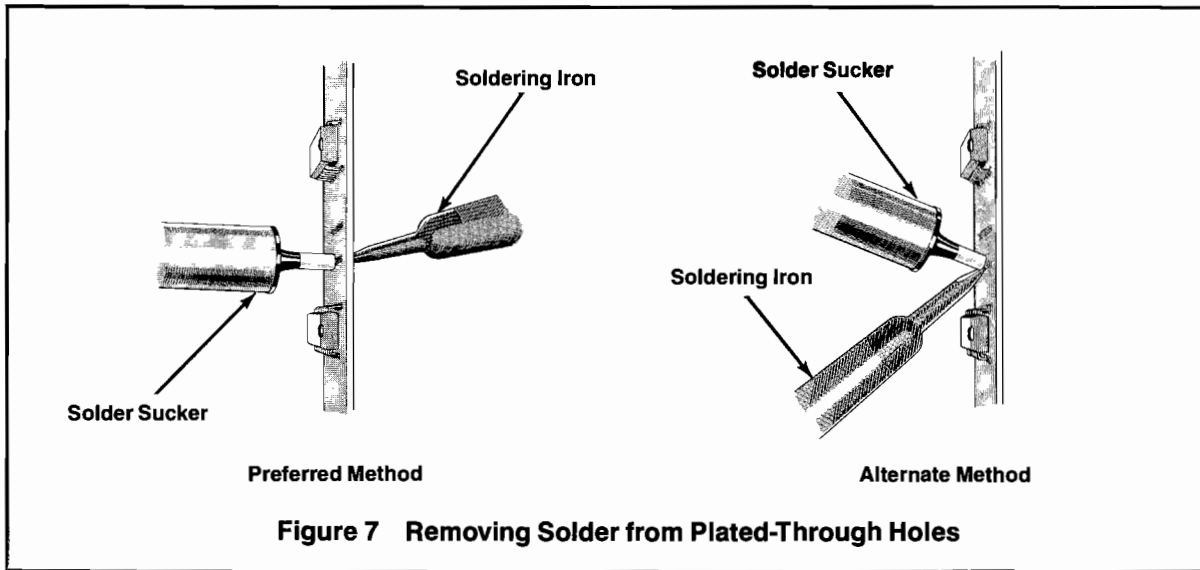 Soldering Iron
Solder Sucker
Preferred Method
Solder Sucker
Soldering Iron
Alternate Method
Figure 7 Removing Solder from Plated-Through Holes